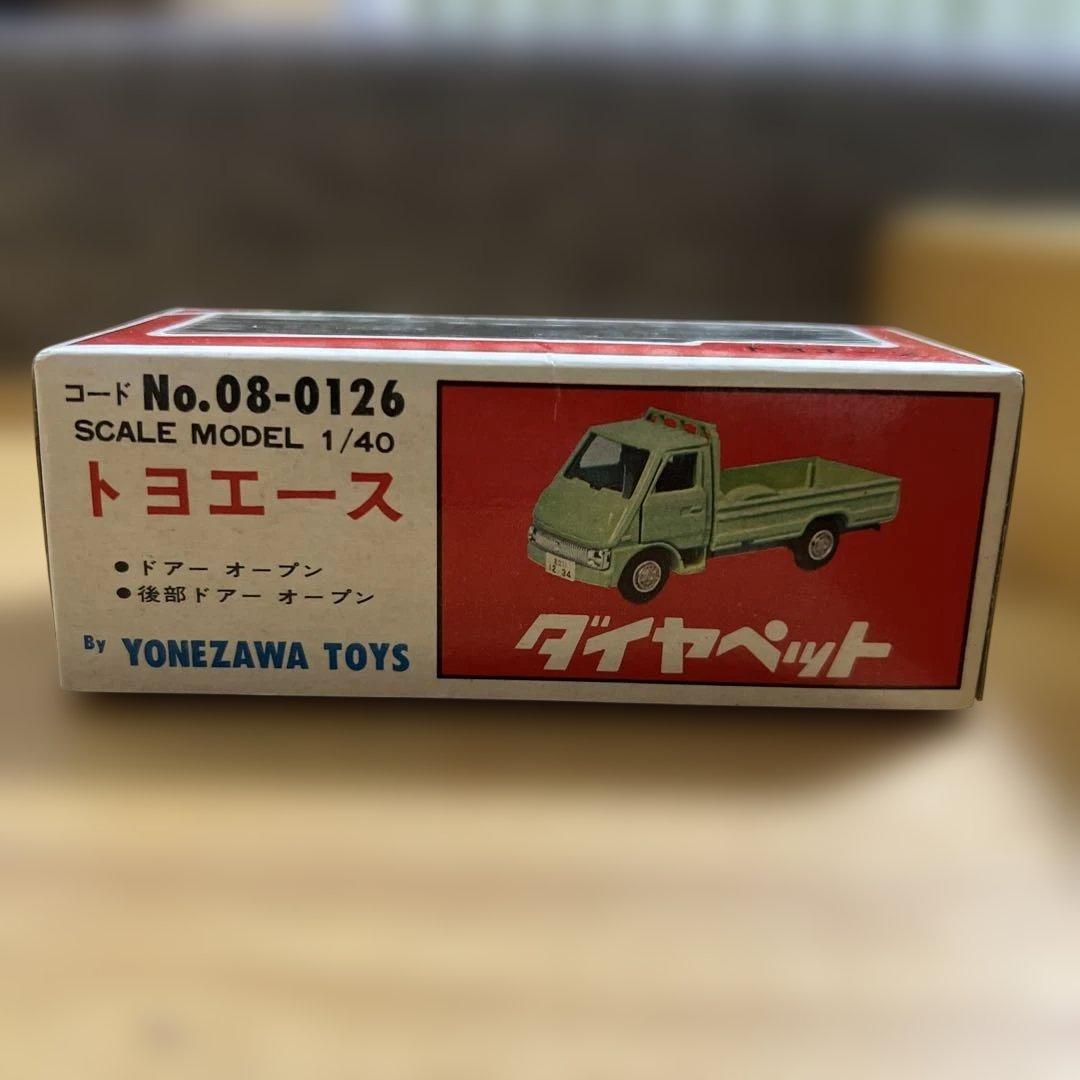 コード No.08-0126
SCALE MODEL 1/40
トヨエース
●ドアー オープン
●後部ドアー オープン
By YONEZAWA TOYS
12-34
ダイヤペット